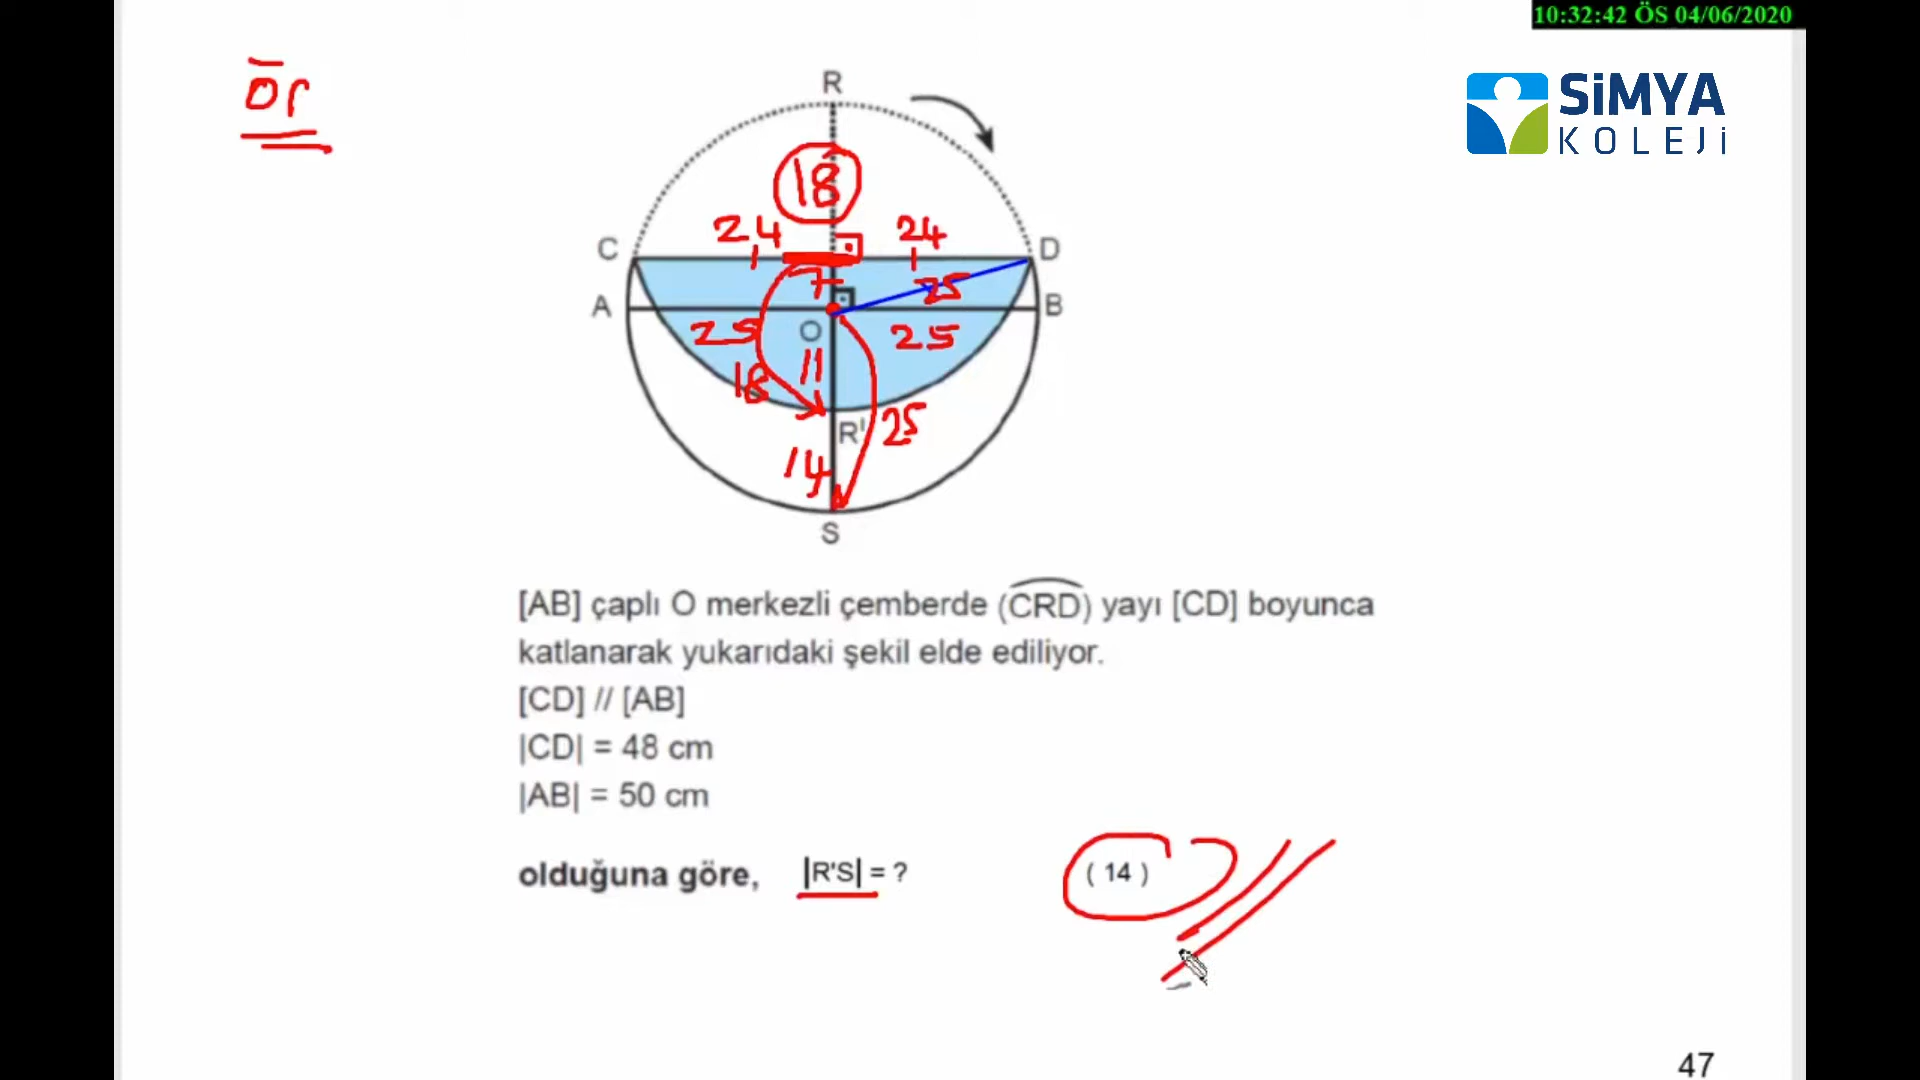 10:32:42 ÖS 04/06/2020
SiMYA
KOLEJi
ör
R
18
24
24
C
D
7
25
A
B
O
25
25
11
18
R'
25
14
S
[AB] çaplı O merkezli çemberde (CRD) yayı [CD] boyunca
katlanarak yukarıdaki şekil elde ediliyor.
[CD] // [AB]
|CD| = 48 cm
|AB| = 50 cm
olduğuna göre, |R'S| = ? ( 14 )
47